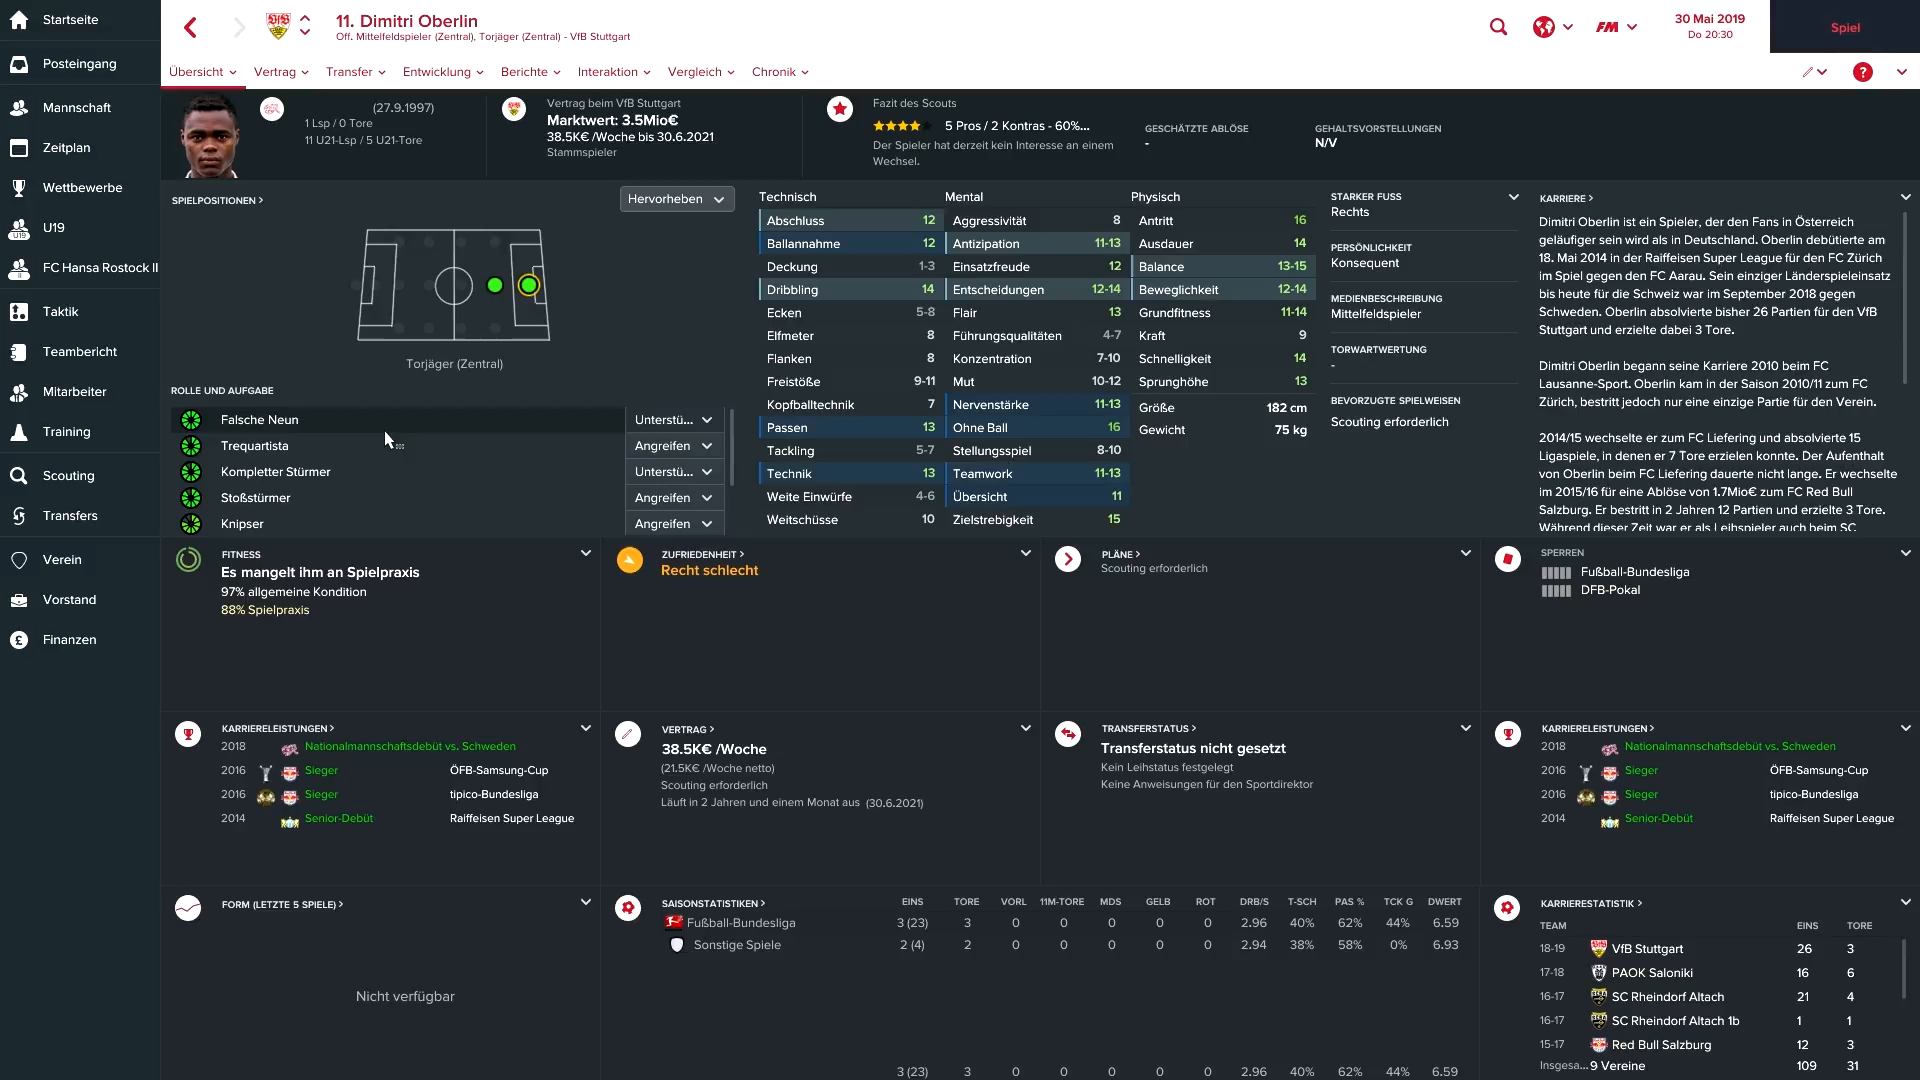 Startseite
Posteingang
Mannschaft
Zeitplan
Wettbewerbe
U19
FC Hansa Rostock II
Taktik
Teambericht
Mitarbeiter
Training
Scouting
Transfers
Verein
Vorstand
Finanzen
11. Dimitri Oberlin
Off. Mittelfeldspieler (Zentral), Torjäger (Zentral) - VfB Stuttgart
FM
30 Mai 2019
Do 20:30
Spiel
Übersicht Vertrag Transfer Entwicklung Berichte Interaktion Vergleich Chronik
(27.9.1997)
1 Lsp / 0 Tore
11 U21-Lsp / 5 U21-Tore
Vertrag beim VfB Stuttgart
Marktwert: 3.5Mio€
38.5K€ /Woche bis 30.6.2021
Stammspieler
Fazit des Scouts
5 Pros / 2 Kontras - 60%...
Der Spieler hat derzeit kein Interesse an einem
Wechsel.
GESCHÄTZTE ABLÖSE
-
GEHALTSVORSTELLUNGEN
N/V
SPIELPOSITIONEN >
Hervorheben
Torjäger (Zentral)
ROLLE UND AUFGABE
Falsche Neun Unterstü...
Trequartista Angreifen
Kompletter Stürmer Unterstü...
Stoßstürmer Angreifen
Knipser Angreifen
Technisch
Abschluss 12
Ballannahme 12
Deckung 1-3
Dribbling 14
Ecken 5-8
Elfmeter 8
Flanken 8
Freistöße 9-11
Kopfballtechnik 7
Passen 13
Tackling 5-7
Technik 13
Weite Einwürfe 4-6
Weitschüsse 10
Mental
Aggressivität 8
Antizipation 11-13
Einsatzfreude 12
Entscheidungen 12-14
Flair 13
Führungsqualitäten 4-7
Konzentration 7-10
Mut 10-12
Nervenstärke 11-13
Ohne Ball 16
Stellungsspiel 8-10
Teamwork 11-13
Übersicht 11
Zielstrebigkeit 15
Physisch
Antritt 16
Ausdauer 14
Balance 13-15
Beweglichkeit 12-14
Grundfitness 11-14
Kraft 9
Schnelligkeit 14
Sprunghöhe 13
Größe 182 cm
Gewicht 75 kg
STARKER FUSS
Rechts
PERSÖNLICHKEIT
Konsequent
MEDIENBESCHREIBUNG
Mittelfeldspieler
TORWARTWERTUNG
-
BEVORZUGTE SPIELWEISEN
Scouting erforderlich
KARRIERE >
Dimitri Oberlin ist ein Spieler, der den Fans in Österreich
geläufiger sein wird als in Deutschland. Oberlin debütierte am
18. Mai 2014 in der Raiffeisen Super League für den FC Zürich
im Spiel gegen den FC Aarau. Sein einziger Länderspieleinsatz
bis heute für die Schweiz war im September 2018 gegen
Schweden. Oberlin absolvierte bisher 26 Partien für den VfB
Stuttgart und erzielte dabei 3 Tore.
Dimitri Oberlin begann seine Karriere 2010 beim FC
Lausanne-Sport. Oberlin kam in der Saison 2010/11 zum FC
Zürich, bestritt jedoch nur eine einzige Partie für den Verein.
2014/15 wechselte er zum FC Liefering und absolvierte 15
Ligaspiele, in denen er 7 Tore erzielen konnte. Der Aufenthalt
von Oberlin beim FC Liefering dauerte nicht lange. Er wechselte
im 2015/16 für eine Ablöse von 1.7Mio€ zum FC Red Bull
Salzburg. Er bestritt in 2 Jahren 12 Partien und erzielte 3 Tore.
Während dieser Zeit war er als Leihspieler auch beim SC
FITNESS
Es mangelt ihm an Spielpraxis
97% allgemeine Kondition
88% Spielpraxis
ZUFRIEDENHEIT >
Recht schlecht
PLÄNE >
Scouting erforderlich
SPERREN
Fußball-Bundesliga
DFB-Pokal
KARRIERELEISTUNGEN >
2018 Nationalmannschaftsdebüt vs. Schweden
2016 Sieger ÖFB-Samsung-Cup
2016 Sieger tipico-Bundesliga
2014 Senior-Debüt Raiffeisen Super League
VERTRAG >
38.5K€ /Woche
(21.5K€ /Woche netto)
Scouting erforderlich
Läuft in 2 Jahren und einem Monat aus (30.6.2021)
TRANSFERSTATUS >
Transferstatus nicht gesetzt
Kein Leihstatus festgelegt
Keine Anweisungen für den Sportdirektor
KARRIERELEISTUNGEN >
2018 Nationalmannschaftsdebüt vs. Schweden
2016 Sieger ÖFB-Samsung-Cup
2016 Sieger tipico-Bundesliga
2014 Senior-Debüt Raiffeisen Super League
FORM (LETZTE 5 SPIELE) >
Nicht verfügbar
SAISONSTATISTIKEN > EINS TORE VORL 11M-TORE MDS GELB ROT DRB/S T-SCH PAS % TCK G DWERT
Fußball-Bundesliga 3 (23) 3 0 0 0 0 0 2.96 40% 62% 44% 6.59
Sonstige Spiele 2 (4) 2 0 0 0 0 0 2.94 38% 58% 0% 6.93
3 (23) 3 0 0 0 0 0 2.96 40% 62% 44% 6.59
KARRIERESTATISTIK >
TEAM EINS TORE
18-19 VfB Stuttgart 26 3
17-18 PAOK Saloniki 16 6
16-17 SC Rheindorf Altach 21 4
16-17 SC Rheindorf Altach 1b 1 1
15-17 Red Bull Salzburg 12 3
Insgesa... 9 Vereine 109 31